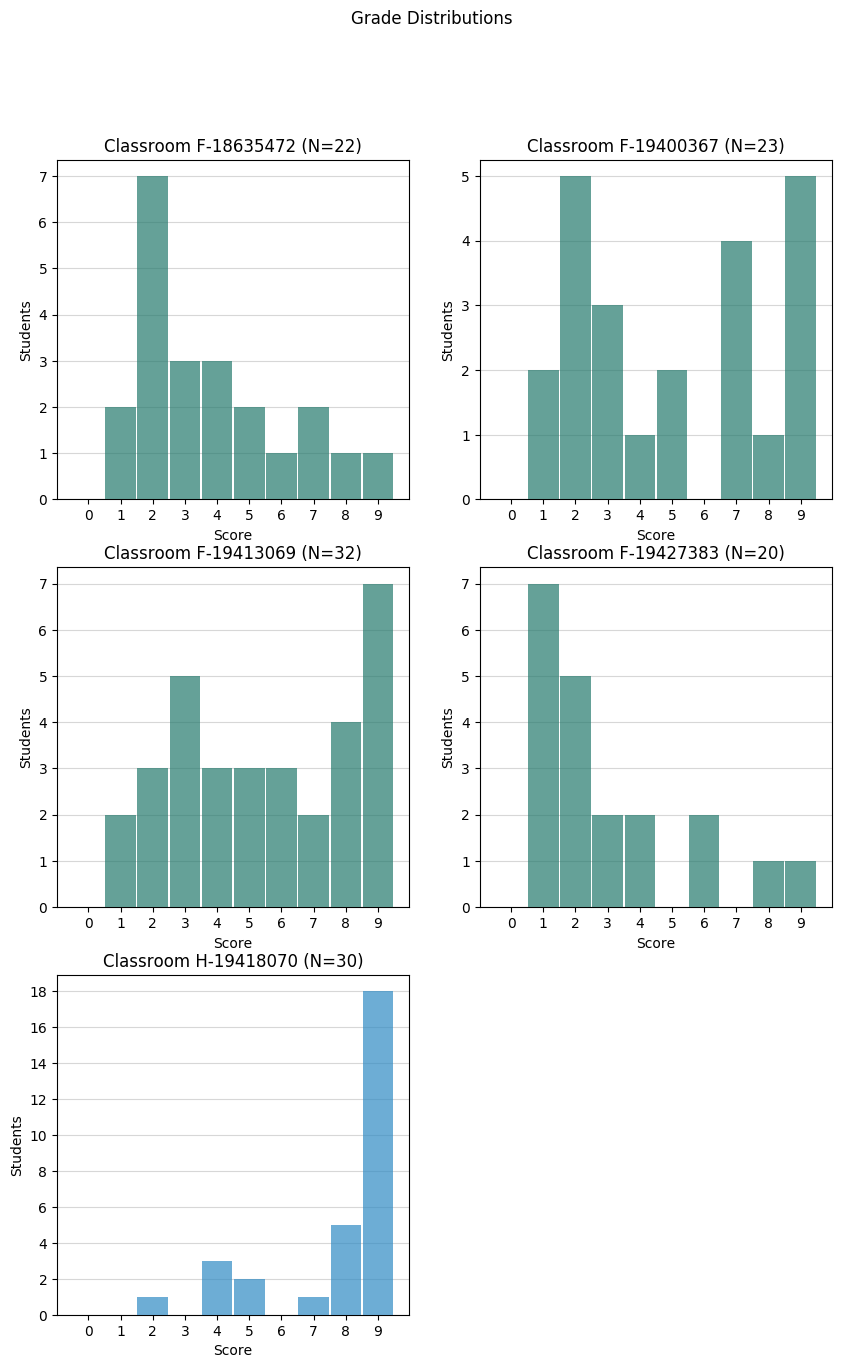 Grade Distributions
Classroom F-18635472 (N=22)
Students
7
6
5
4
3
2
1
0
0 1 2 3 4 5 6 7 8 9
Score
Classroom F-19400367 (N=23)
Students
5
4
3
2
1
0
0 1 2 3 4 5 6 7 8 9
Score
Classroom F-19413069 (N=32)
Students
7
6
5
4
3
2
1
0
0 1 2 3 4 5 6 7 8 9
Score
Classroom F-19427383 (N=20)
Students
7
6
5
4
3
2
1
0
0 1 2 3 4 5 6 7 8 9
Score
Classroom H-19418070 (N=30)
Students
18
16
14
12
10
8
6
4
2
0
0 1 2 3 4 5 6 7 8 9
Score